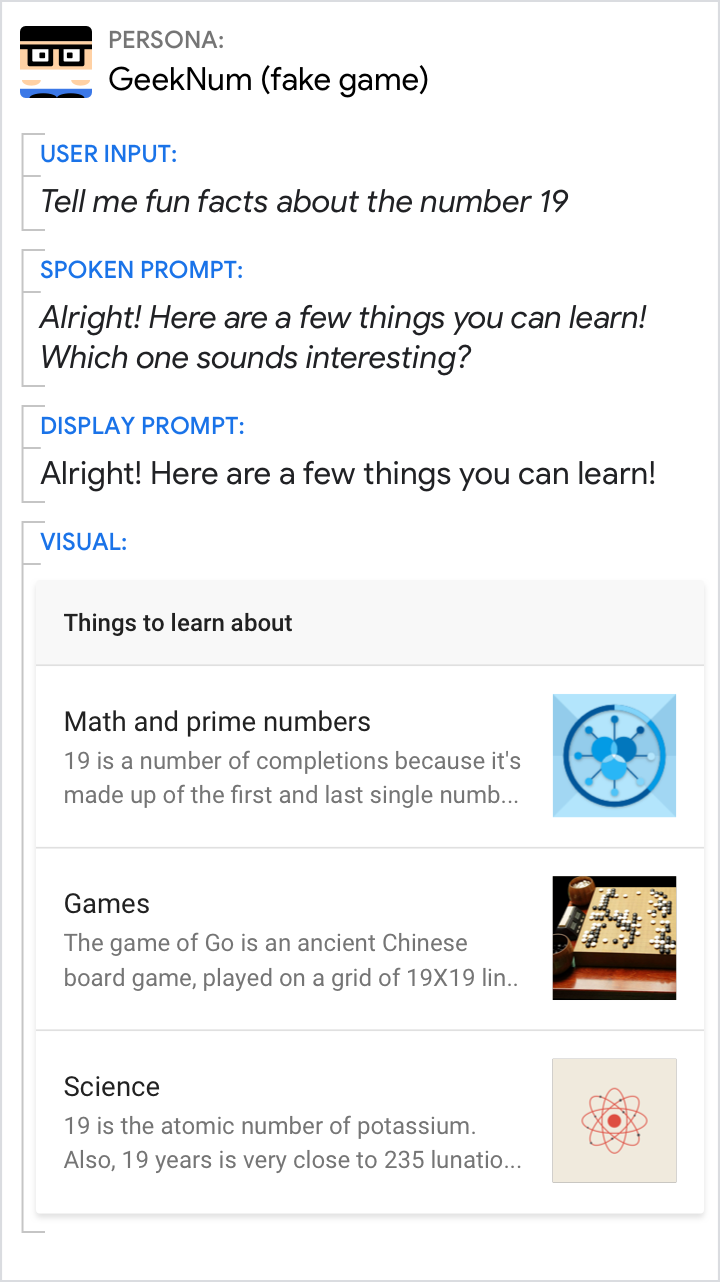 PERSONA:
GeekNum (fake game)
USER INPUT:
Tell me fun facts about the number 19
SPOKEN PROMPT:
Alright! Here are a few things you can learn!
Which one sounds interesting?
DISPLAY PROMPT:
Alright! Here are a few things you can learn!
VISUAL:
Things to learn about
Math and prime numbers
19 is a number of completions because it's
made up of the first and last single numb...
Games
The game of Go is an ancient Chinese
board game, played on a grid of 19X19 lin..
Science
19 is the atomic number of potassium.
Also, 19 years is very close to 235 lunatio...